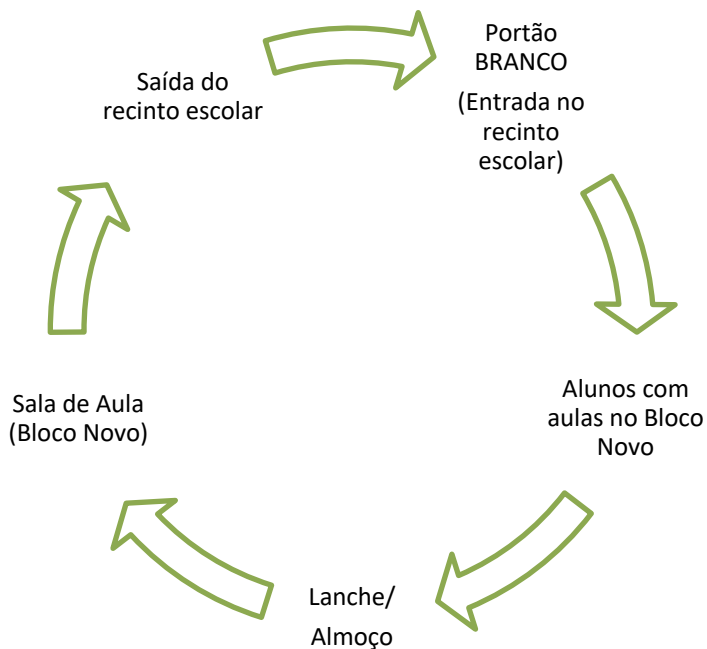 Portão
BRANCO
(Entrada no
recinto
escolar)
Alunos com
aulas no Bloco
Novo
Lanche/
Almoço
Sala de Aula
(Bloco Novo)
Saída do
recinto escolar